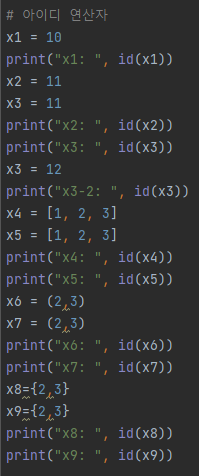 # 아이디 연산자
x1 = 10
print("x1: ", id(x1))
x2 = 11
x3 = 11
print("x2: ", id(x2))
print("x3: ", id(x3))
x3 = 12
print("x3-2: ", id(x3))
x4 = [1, 2, 3]
x5 = [1, 2, 3]
print("x4: ", id(x4))
print("x5: ", id(x5))
x6 = (2,3)
x7 = (2,3)
print("x6: ", id(x6))
print("x7: ", id(x7))
x8={2,3}
x9={2,3}
print("x8: ", id(x8))
print("x9: ", id(x9))